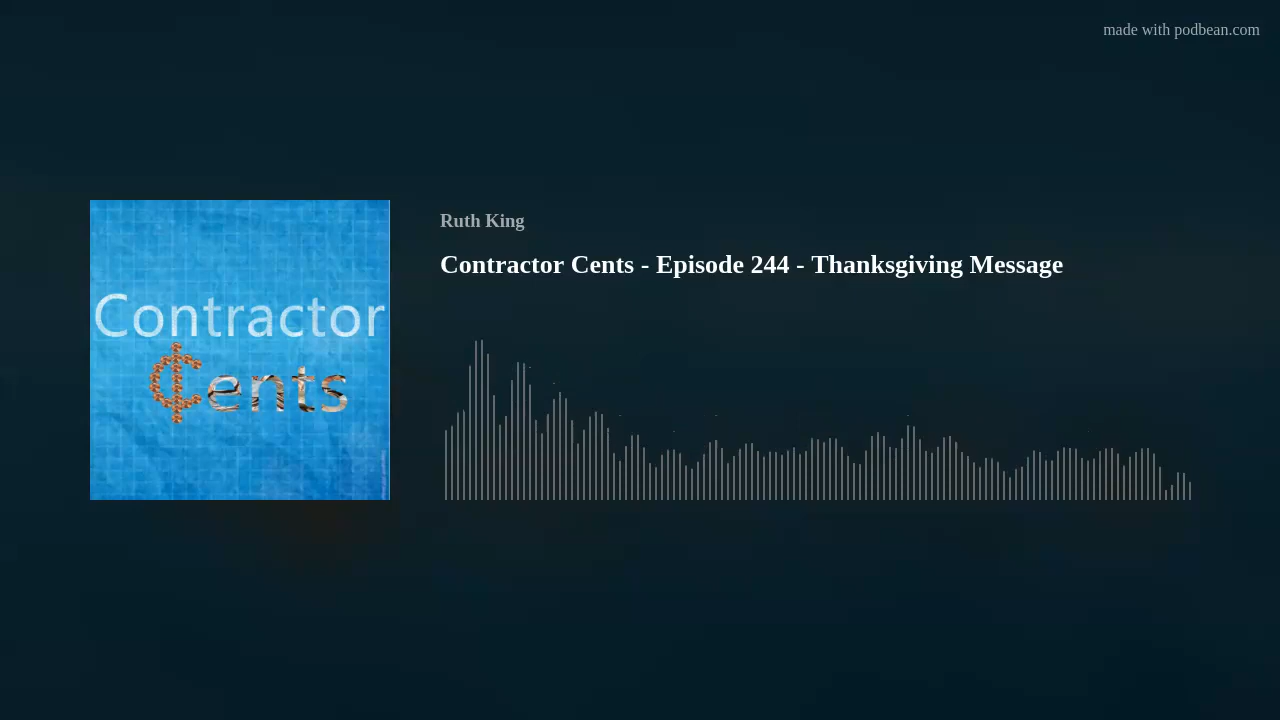 made with podbean.com
Ruth King
Contractor Cents - Episode 244 - Thanksgiving Message
Contractor
¢ents